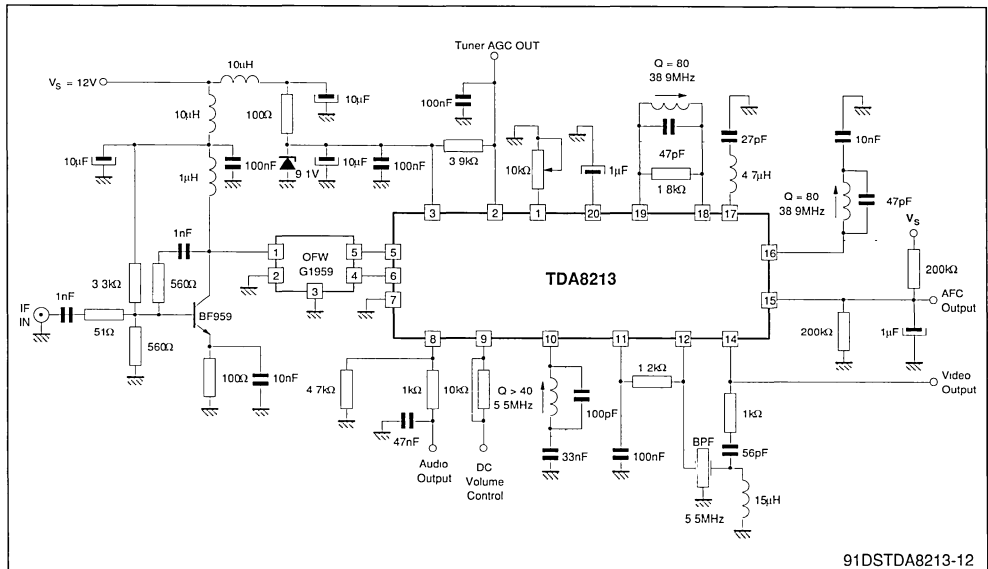 Tuner AGC OUT
V_S = 12V
10µH
10µH
100Ω
10µF
100nF
Q = 80
38 9MHz
10µF
100nF
1µH
9 1V
10µF
100nF
3 9kΩ
10kΩ
1µF
47pF
1 8kΩ
27pF
4 7µH
10nF
Q = 80
38 9MHz
47pF
V_S
3
2
1
20
19
18
17
16
1nF
1
2
OFW
G1959
3
5
4
5
6
7
TDA8213
15
200kΩ
AFC
Output
3 3kΩ
560Ω
IF
IN
1nF
51Ω
BF959
560Ω
100Ω
10nF
200kΩ
1µF
8
9
10
11
12
14
Video
Output
4 7kΩ
1kΩ
10kΩ
Q > 40
5 5MHz
100pF
1 2kΩ
1kΩ
47nF
33nF
100nF
BPF
56pF
Audio
Output
DC
Volume
Control
5 5MHz
15µH
91DSTDA8213-12